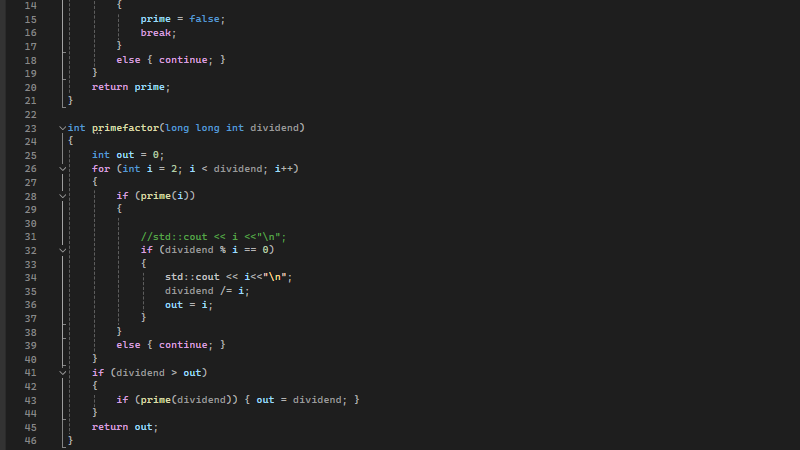 14 {
15 prime = false;
16 break;
17 }
18 else { continue; }
19 }
20 return prime;
21 }
22
23 int primefactor(long long int dividend)
24 {
25 int out = 0;
26 for (int i = 2; i < dividend; i++)
27 {
28 if (prime(i))
29 {
30
31 //std::cout << i <<"\n";
32 if (dividend % i == 0)
33 {
34 std::cout << i<<"\n";
35 dividend /= i;
36 out = i;
37 }
38 }
39 else { continue; }
40 }
41 if (dividend > out)
42 {
43 if (prime(dividend)) { out = dividend; }
44 }
45 return out;
46 }